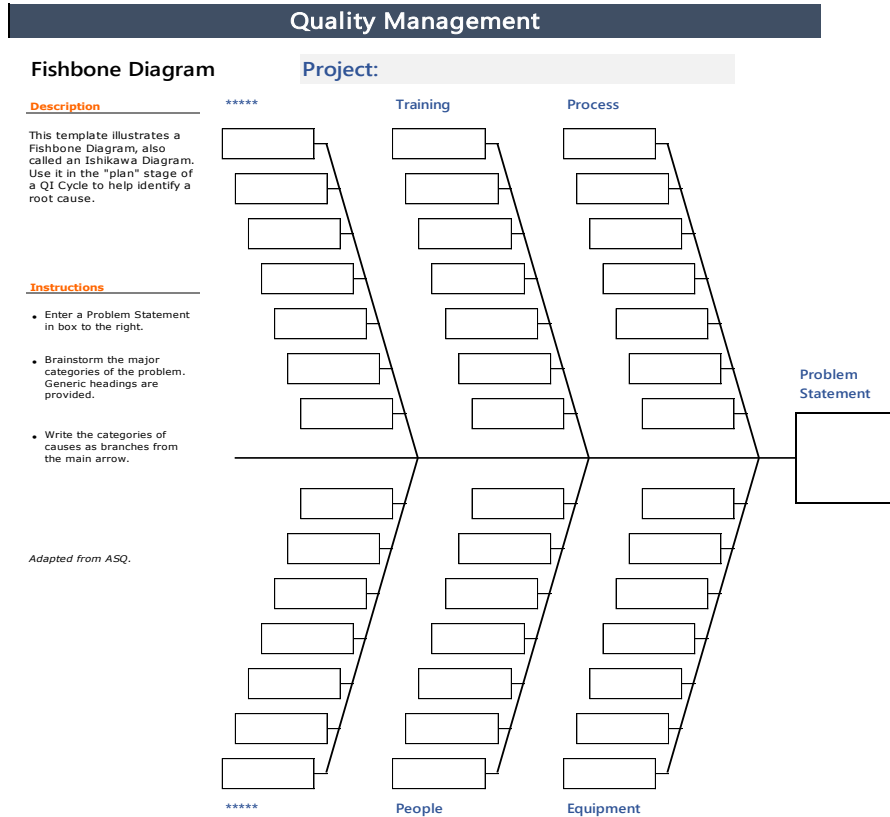 Quality Management
Fishbone Diagram
Project:
Description
This template illustrates a
Fishbone Diagram, also
called an Ishikawa Diagram.
Use it in the "plan" stage of
a QI Cycle to help identify a
root cause.
Instructions
• Enter a Problem Statement
in box to the right.
• Brainstorm the major
categories of the problem.
Generic headings are
provided.
• Write the categories of
causes as branches from
the main arrow.
Adapted from ASQ.
*****
Training
Process
Problem
Statement
*****
People
Equipment